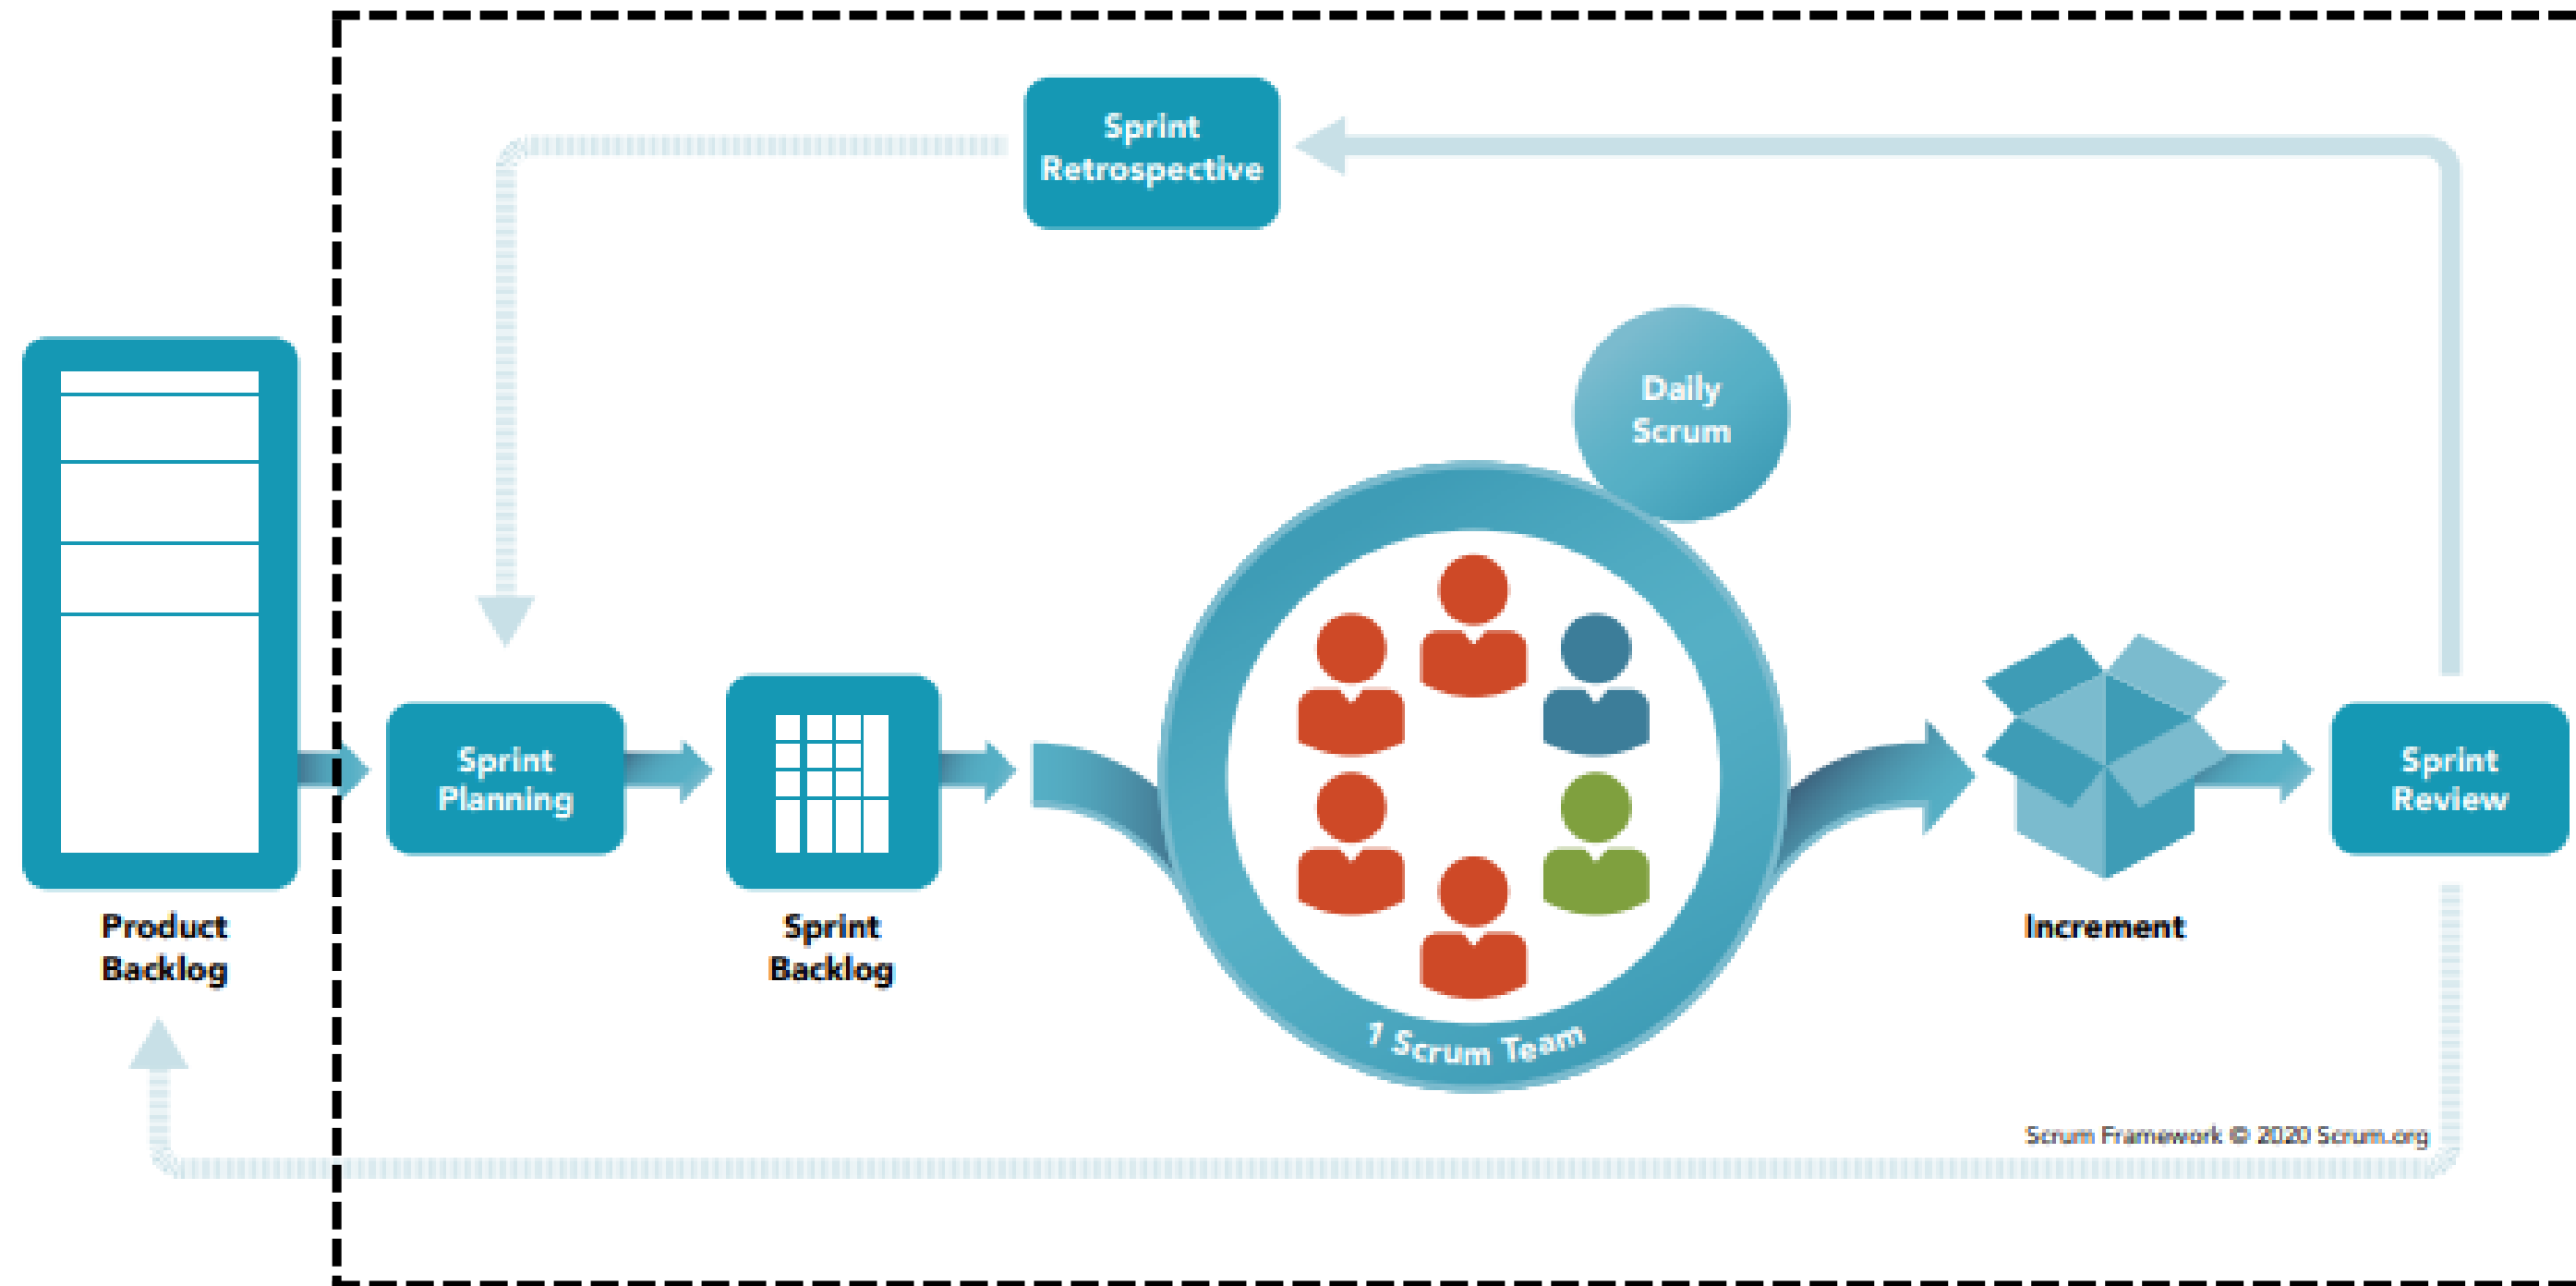 Sprint
Retrospective
Daily
Scrum
Sprint
Planning
Sprint
Review
Product
Backlog
Sprint
Backlog
1 Scrum Team
Increment
Scrum Framework © 2020 Scrum.org